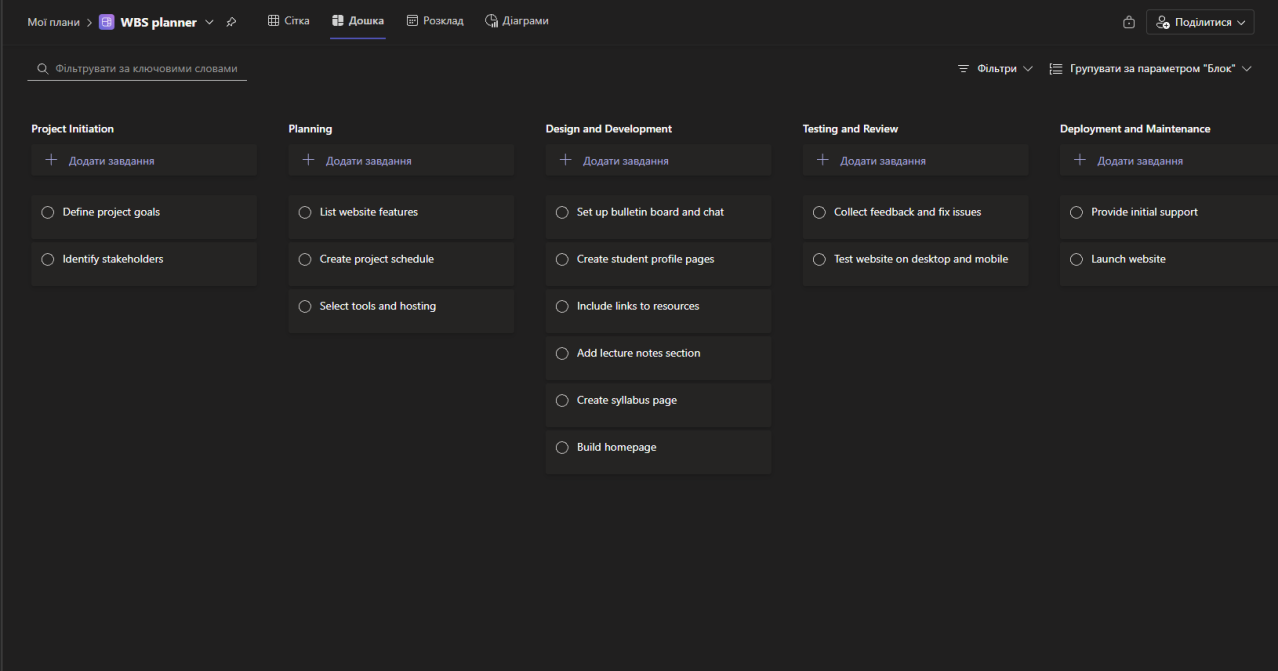 Мої плани > WBS planner
Сітка
Дошка
Розклад
Діаграми
Поділитися
Фільтрувати за ключовими словами
Фільтри
Групувати за параметром "Блок"
Project Initiation
Додати завдання
Define project goals
Identify stakeholders
Planning
Додати завдання
List website features
Create project schedule
Select tools and hosting
Design and Development
Додати завдання
Set up bulletin board and chat
Create student profile pages
Include links to resources
Add lecture notes section
Create syllabus page
Build homepage
Testing and Review
Додати завдання
Collect feedback and fix issues
Test website on desktop and mobile
Deployment and Maintenance
Додати завдання
Provide initial support
Launch website